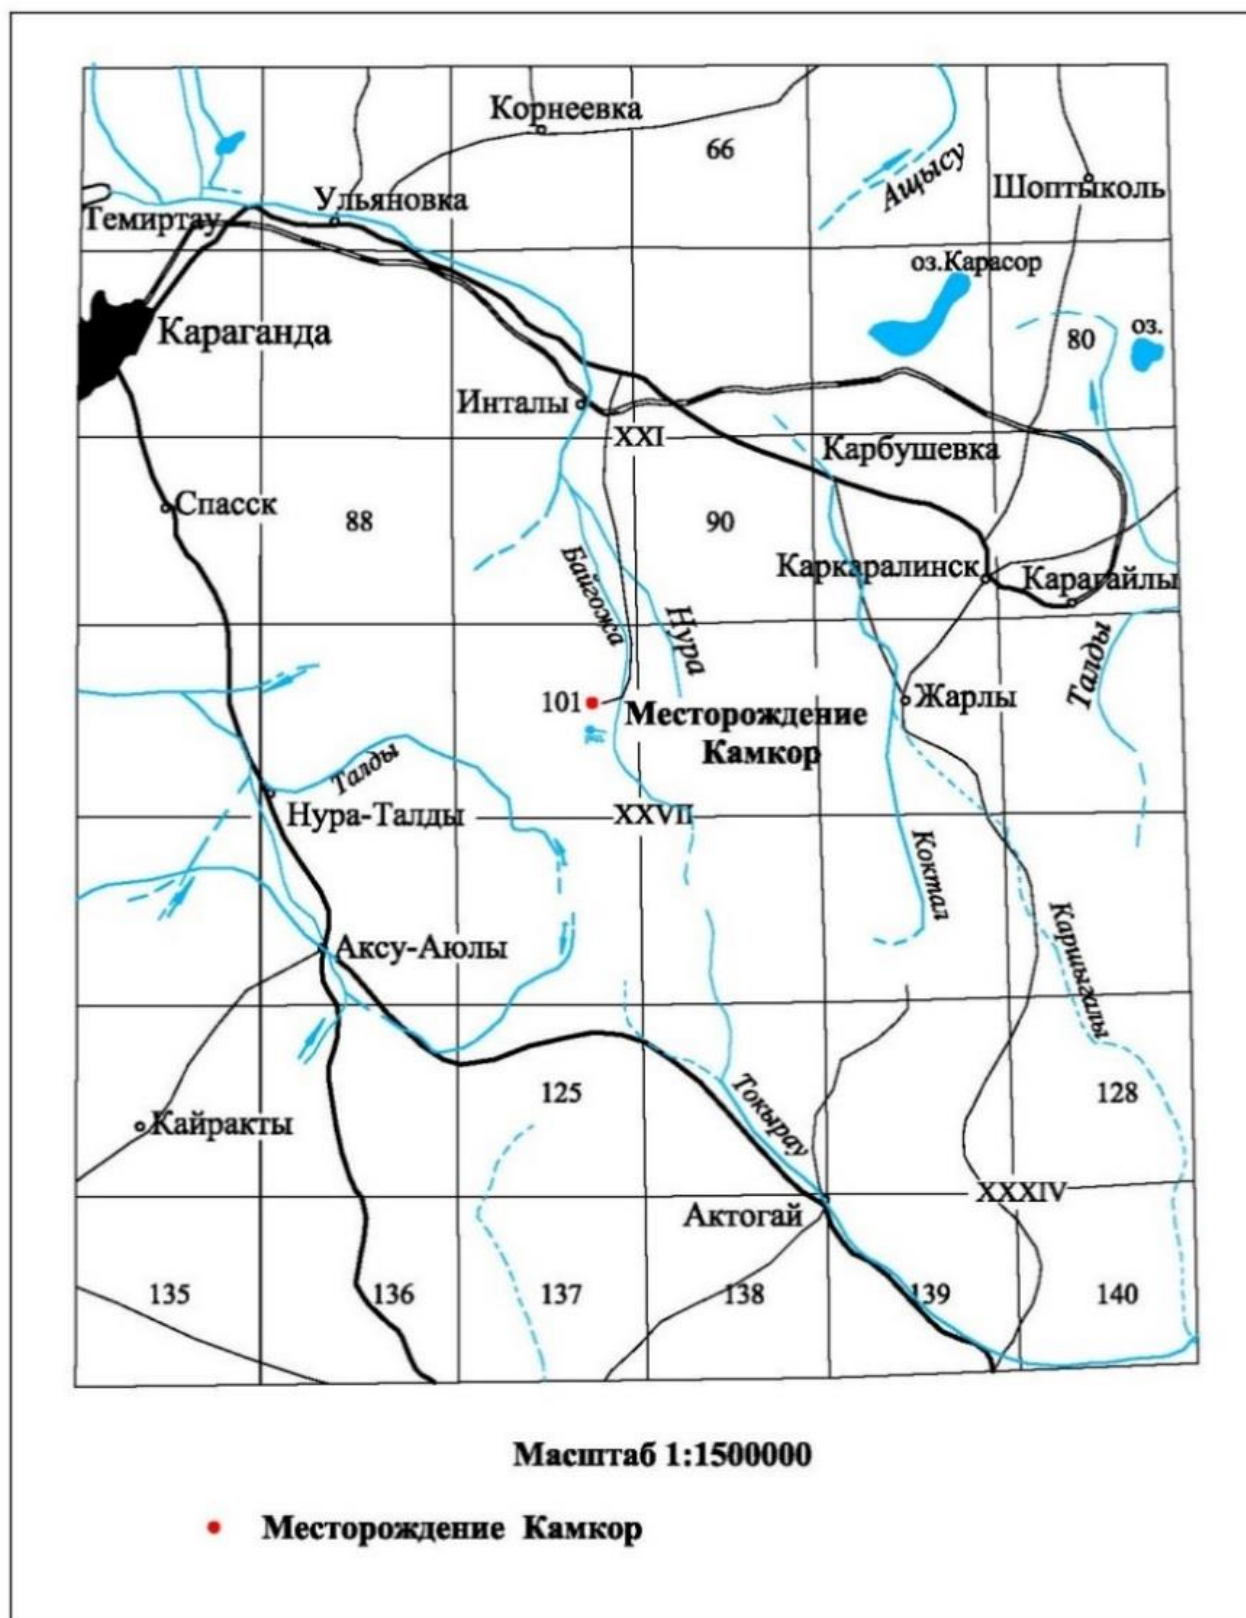 Корнеевка
66
Ащысу
Шоптыколь
Ульяновка
Темиртау
оз.Карасор
Караганда
80
оз.
Инталы
XXI
Карбушевка
Спасск
88
90
Байгожа
Каркаралинск
Карагайлы
Нура
Талды
101
Месторождение
Камкор
Жарлы
Талды
Нура-Талды
XXVII
Коктал
Аксу-Аюлы
Каршыгалы
125
Токырау
128
Кайракты
XXXIV
Актогай
135
136
137
138
139
140
Масштаб 1:1500000
Месторождение Камкор